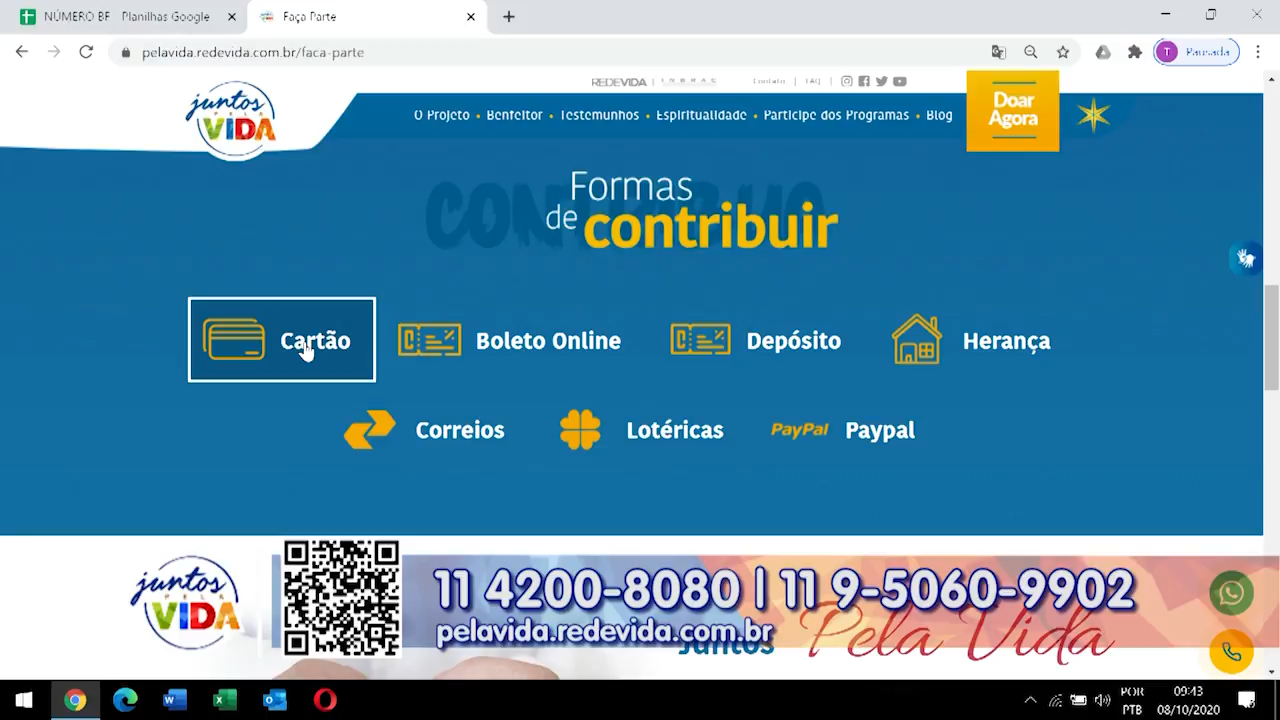 NÚMERO BF Planilhas Google
Faça Parte
pelavida.redevida.com.br/faca-parte
T Pausada
REDEVIDA | INBRAC Contato | FAQ |
juntos
PELA
VIDA
O Projeto • Benfeitor • Testemunhos • Espiritualidade • Participe dos Programas • Blog
Doar
Agora
Formas
de contribuir
Cartão
Boleto Online
Depósito
Herança
Correios
Lotéricas
PayPal Paypal
juntos
PELA
VIDA
11 4200-8080 | 11 9-5060-9902
pelavida.redevida.com.br
Juntos Pela Vida
POR
PTB
09:43
08/10/2020